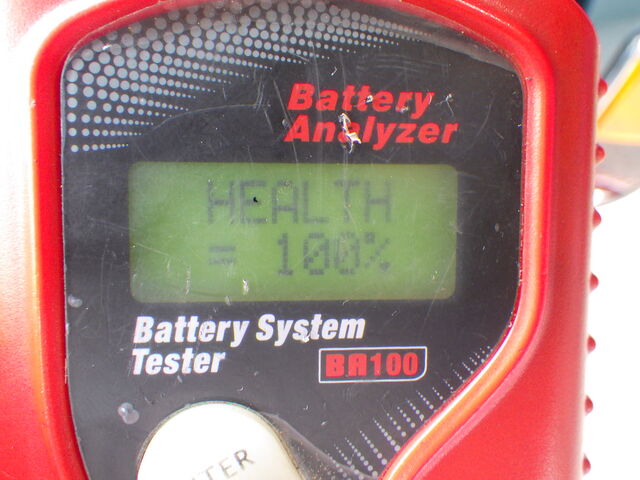 Battery
Analyzer
HEALTH
= 100%
Battery System
Tester
BA100